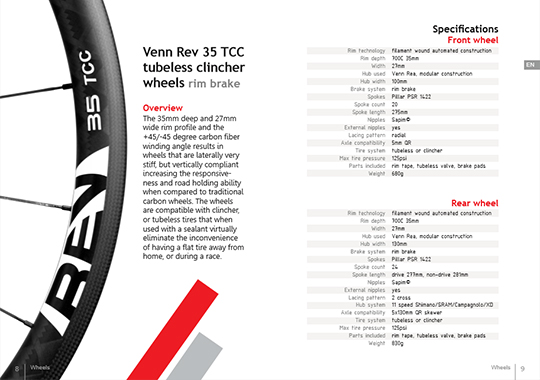 35 TCC
REV
Venn Rev 35 TCC
tubeless clincher
wheels rim brake
Overview
The 35mm deep and 27mm
wide rim profile and the
+45/-45 degree carbon fiber
winding angle results in
wheels that are laterally very
stiff, but vertically compliant
increasing the responsive-
ness and road holding ability
when compared to traditional
carbon wheels. The wheels
are compatible with clincher,
or tubeless tires that when
used with a sealant virtually
eliminate the inconvenience
of having a flat tire away from
home, or during a race.
8 Wheels
Specifications
Front wheel
Rim technology filament wound automated construction
Rim depth 700C 35mm
Width 27mm
Hub used Venn Rea, modular construction
Hub width 100mm
Brake system rim brake
Spokes Pillar PSR 1422
Spoke count 20
Spoke length 275mm
Nipples Sapim©
External nipples yes
Lacing pattern radial
Axle compatibility 5mm QR
Tire system tubeless or clincher
Max tire pressure 125psi
Parts included rim tape, tubeless valve, brake pads
Weight 680g
EN
Rear wheel
Rim technology filament wound automated construction
Rim depth 700C 35mm
Width 27mm
Hub used Venn Rea, modular construction
Hub width 130mm
Brake system rim brake
Spokes Pillar PSR 1422
Spoke count 24
Spoke length drive 277mm, non-drive 281mm
Nipples Sapim©
External nipples yes
Lacing pattern 2 cross
Hub system 11 speed Shimano/SRAM/Campagnolo/XD
Axle compatibility 5x130mm QR skewer
Tire system tubeless or clincher
Max tire pressure 125psi
Parts included rim tape, tubeless valve, brake pads
Weight 830g
Wheels 9